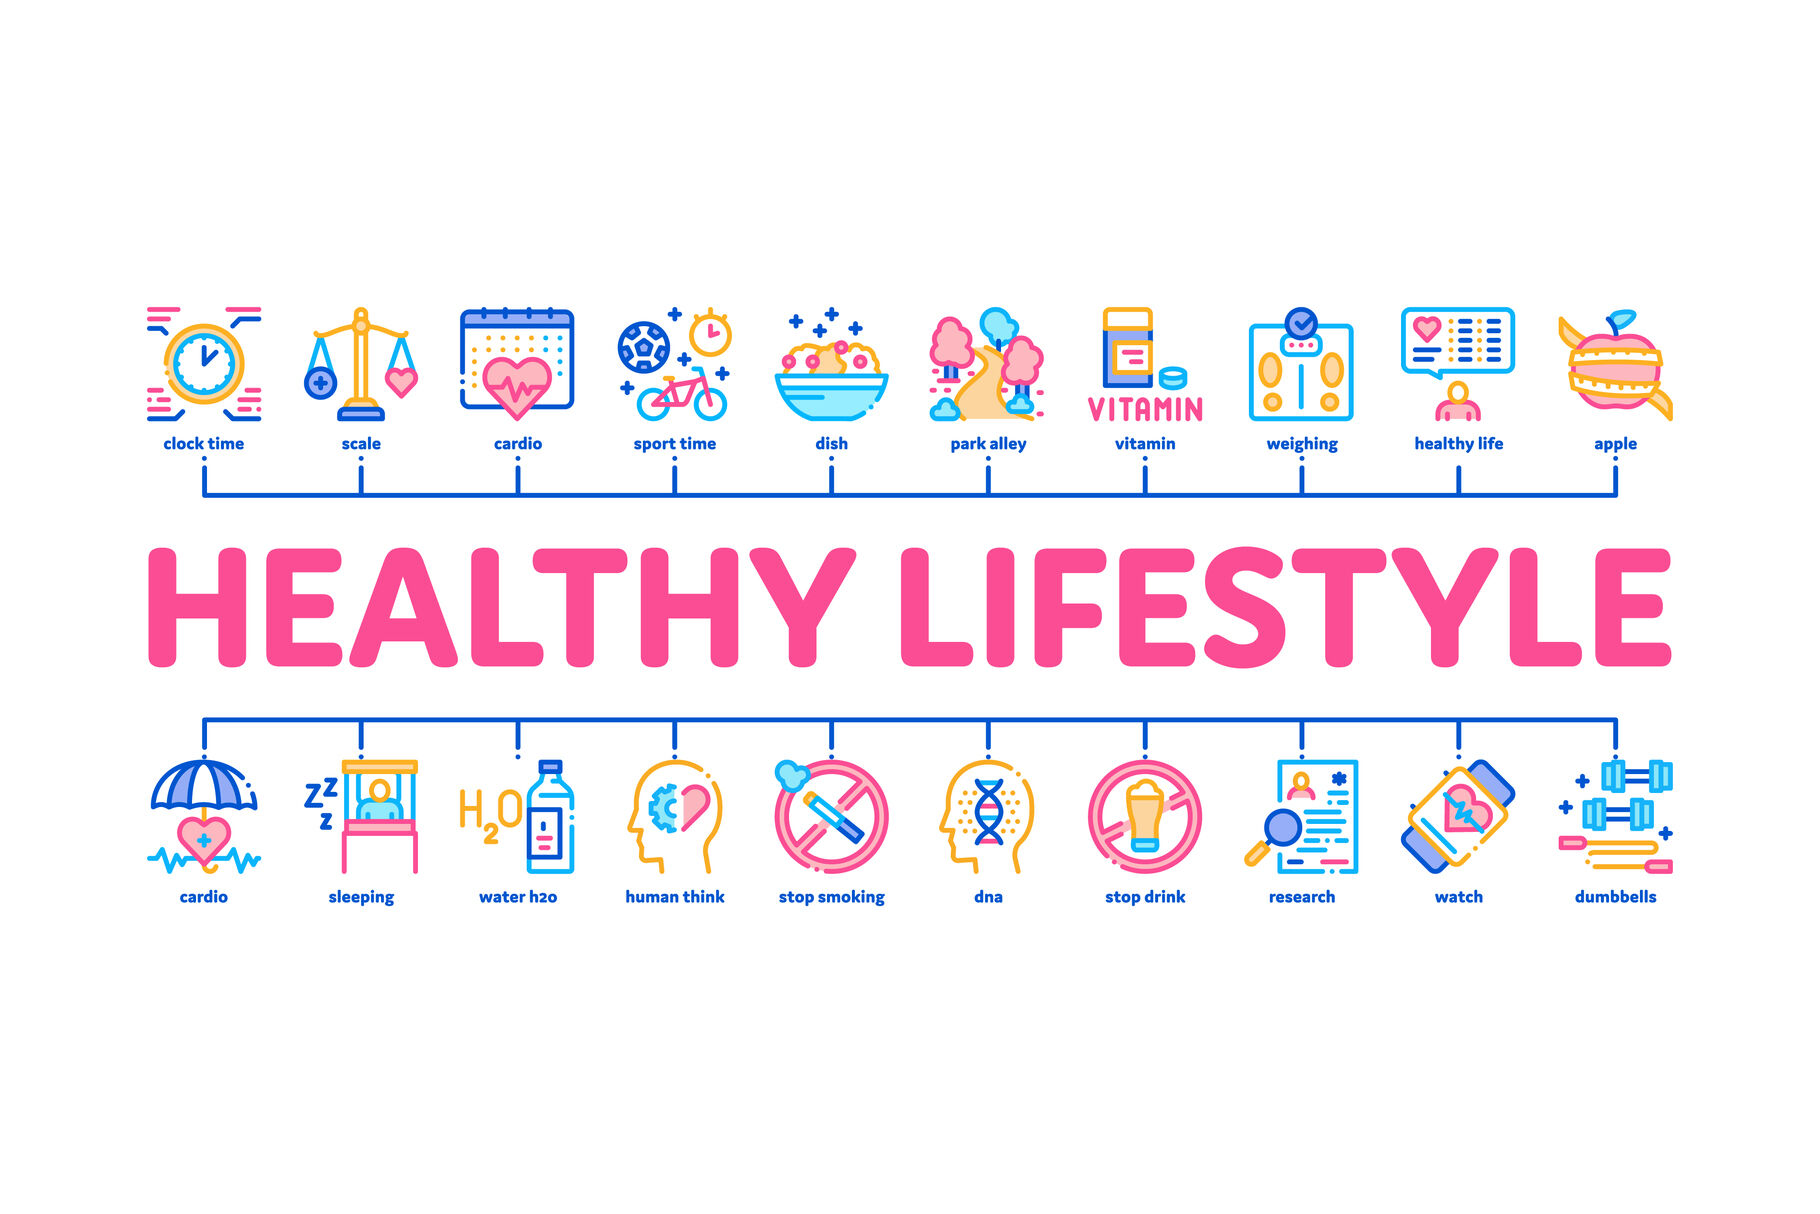 VITAMIN
clock time
scale
cardio
sport time
dish
park alley
vitamin
weighing
healthy life
apple
HEALTHY LIFESTYLE
zzz
H2O
cardio
sleeping
water h2o
human think
stop smoking
dna
stop drink
research
watch
dumbbells